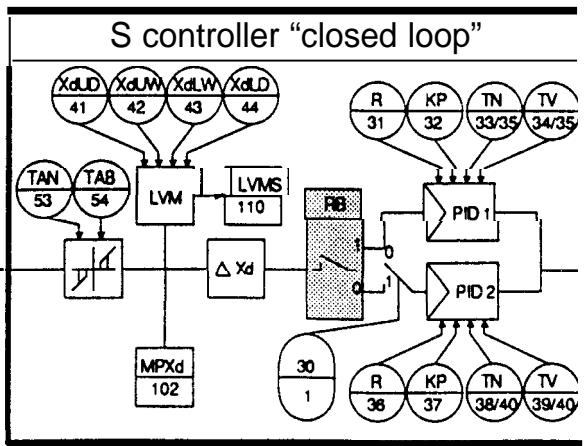 S controller “closed loop”
XdUD XdUW XdLW XdLD
41 42 43 44
R KP TN TV
31 32 33/35 34/35
TAN TAB
53 54
LVM
LVMS
110
RB
PID 1
1 0
Δ Xd
0 1
PID 2
MPXd
102
30
1
R KP TN TV
36 37 38/40 39/40